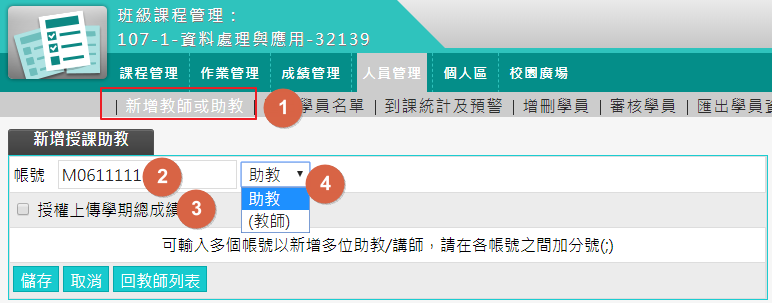 班級課程管理：
107-1-資料處理與應用-32139
課程管理 作業管理 成績管理 人員管理 個人區 校園廣場
| 新增教師或助教 | 1 學員名單 | 到課統計及預警 | 增刪學員 | 審核學員 | 匯出學員
新增授課助教
帳號 M0611111 2 助教 ▼ 4
助教
(教師)
授權上傳學期總成績 3
可輸入多個帳號以新增多位助教/講師，請在各帳號之間加分號(;)
儲存 取消 回教師列表